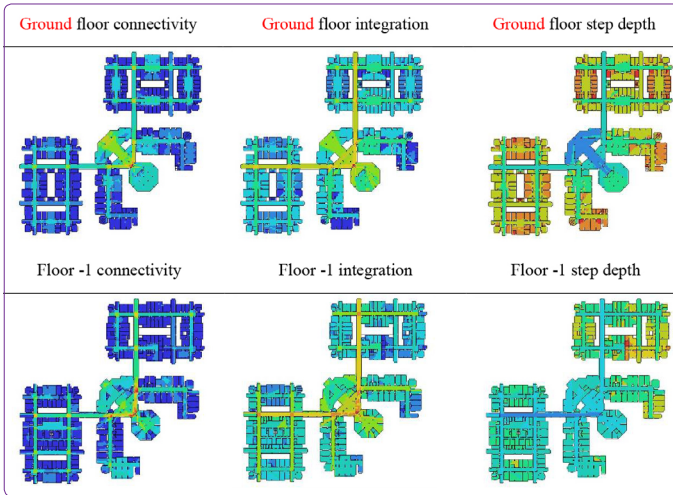 Ground floor connectivity
Ground floor integration
Ground floor step depth
Floor -1 connectivity
Floor -1 integration
Floor -1 step depth